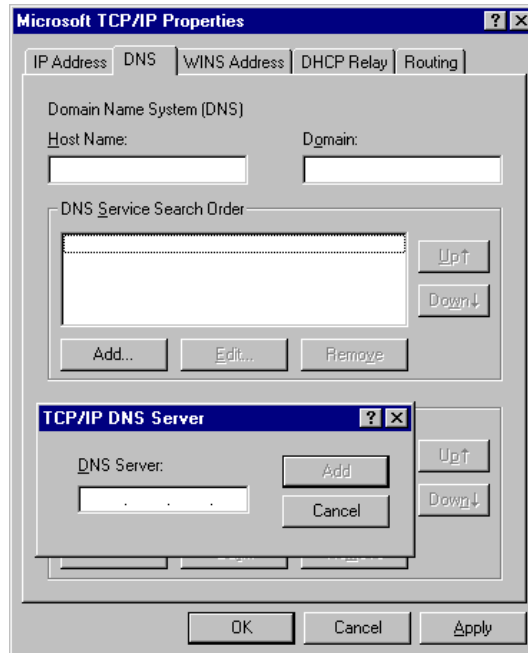 Microsoft TCP/IP Properties
IP Address DNS WINS Address DHCP Relay Routing
Domain Name System (DNS)
Host Name: Domain:
DNS Service Search Order
Up↑
Down↓
Add... Edit... Remove
TCP/IP DNS Server
DNS Server:
Add
. . .
Cancel
Up↑
Down↓
OK Cancel Apply